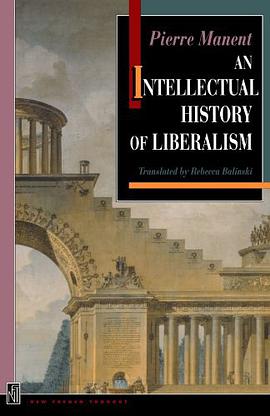 Pierre Manent
AN
INTELLECTUAL
HISTORY
OF LIBERALISM
Translated by Rebecca Balinski
NEW FRENCH THOUGHT